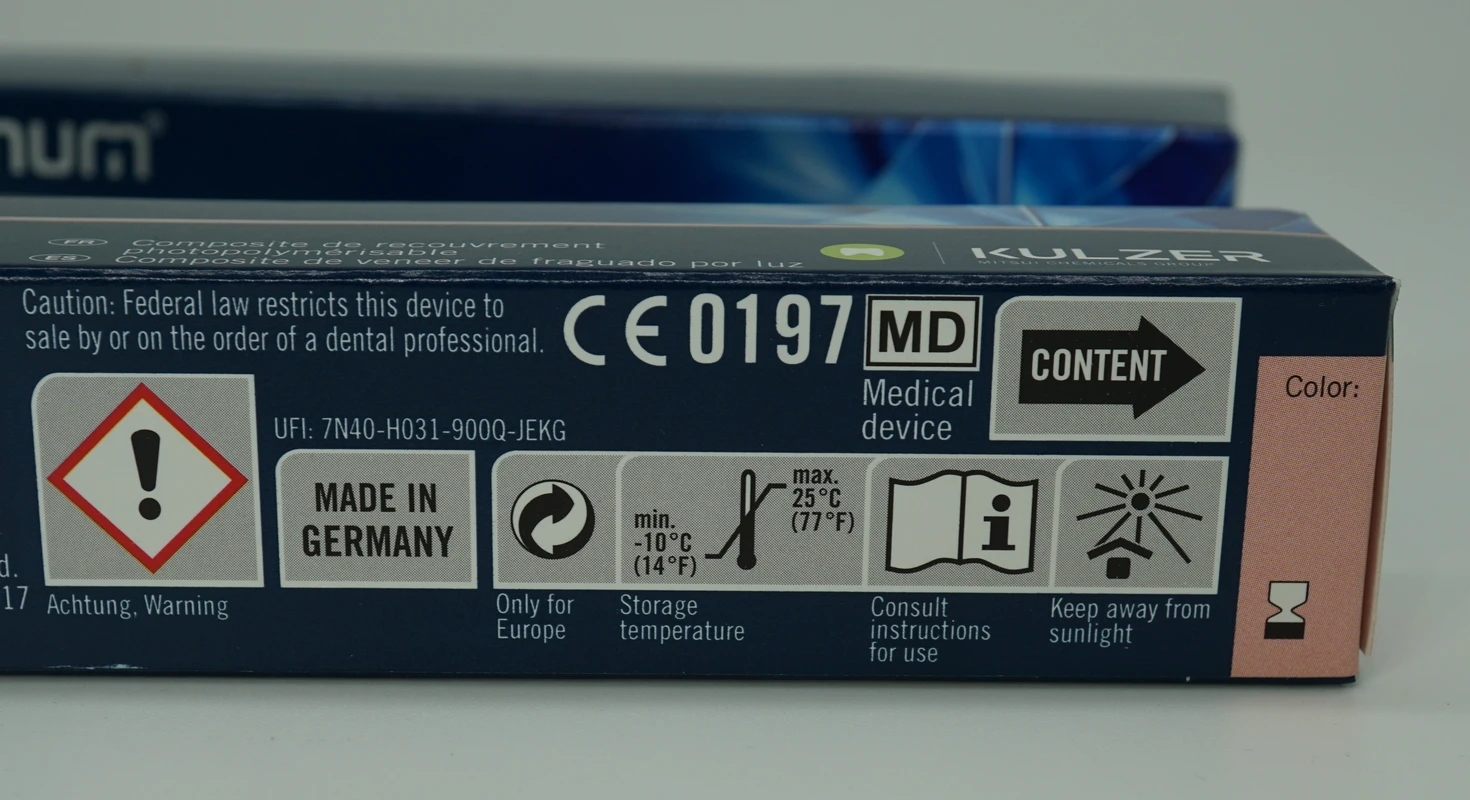 num®
FR Composite de recouvrement
photopolymérisable
ES Composite de veneer de fraguado por luz
KULZER
MITSUI CHEMICALS GROUP
Caution: Federal law restricts this device to
sale by or on the order of a dental professional.
CE 0197
MD
Medical
device
CONTENT
Color:
UFI: 7N40-H031-900Q-JEKG
d.
17
Achtung, Warning
MADE IN
GERMANY
Only for
Europe
min.
-10°C
(14°F)
max.
25°C
(77°F)
Storage
temperature
i
Consult
instructions
for use
Keep away from
sunlight